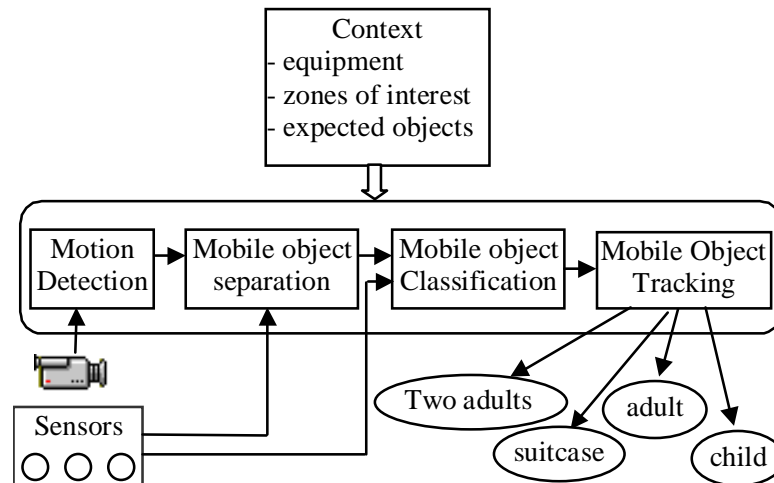 Context
- equipment
- zones of interest
- expected objects
Motion
Detection
Mobile object
separation
Mobile object
Classification
Mobile Object
Tracking
Sensors
Two adults
suitcase
adult
child